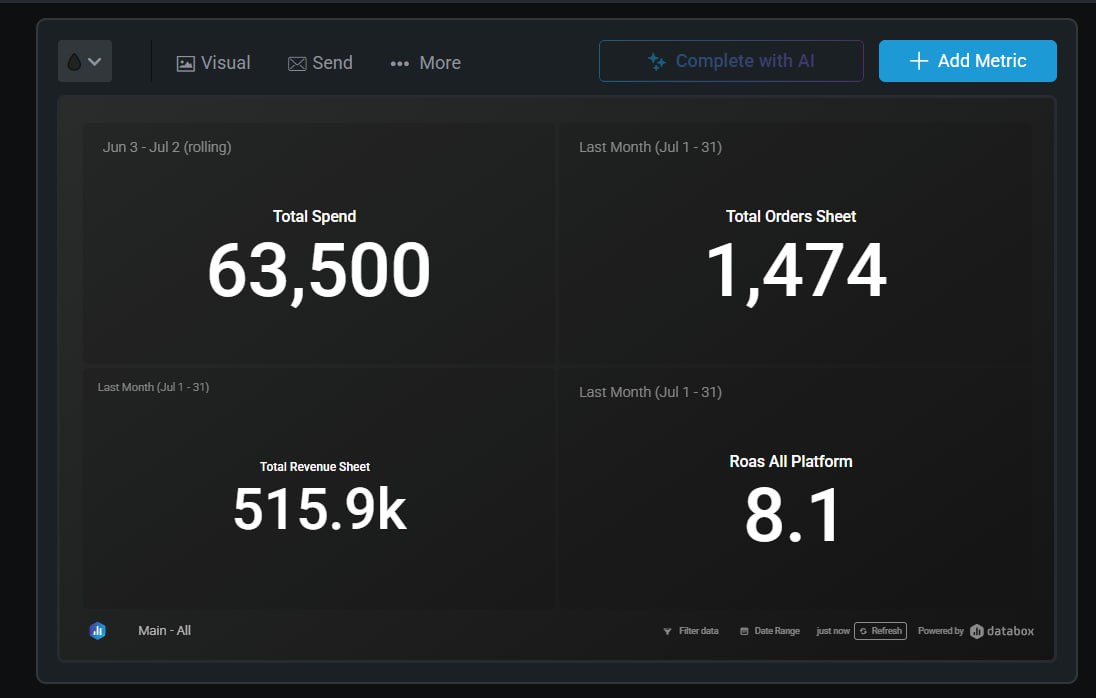 Visual
Send
More
Complete with AI
Add Metric
Jun 3 - Jul 2 (rolling)
Total Spend
63,500
Last Month (Jul 1 - 31)
Total Orders Sheet
1,474
Last Month (Jul 1 - 31)
Total Revenue Sheet
515.9k
Last Month (Jul 1 - 31)
Roas All Platform
8.1
Main - All
Filter data
Date Range
just now
Refresh
Powered by
databox